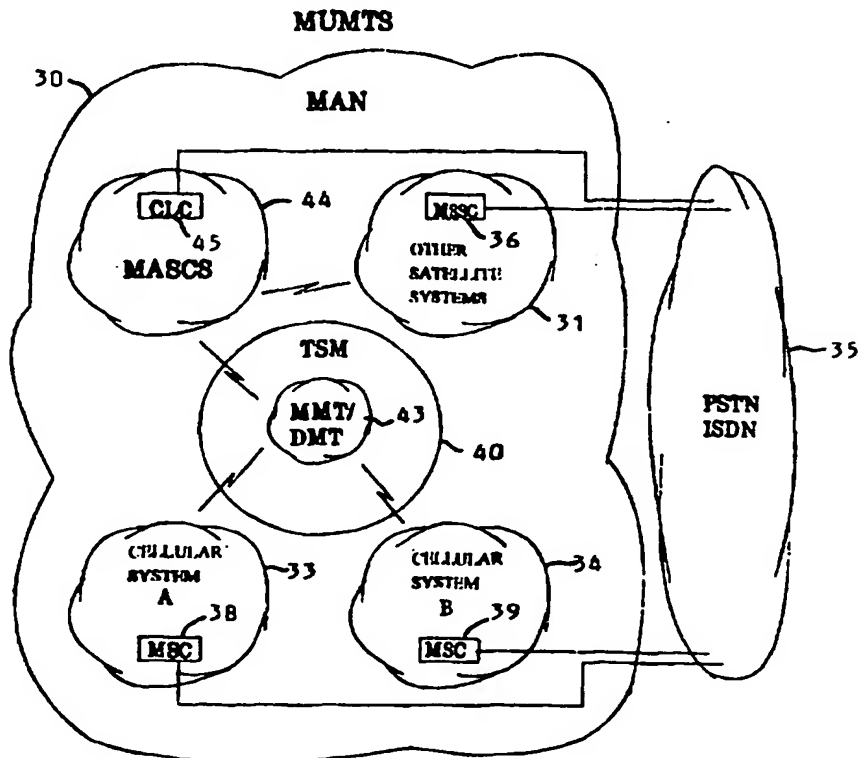 MUMTS
30
MAN
CLC
44
45
MASCS
MSSC
36
OTHER
SATELLITE
SYSTEMS
31
TSM
MMT/
DMT
43
40
35
PSTN
ISDN
CELLULAR
SYSTEM
A
33
38
MSC
CELLULAR
SYSTEM
B
34
39
MSC